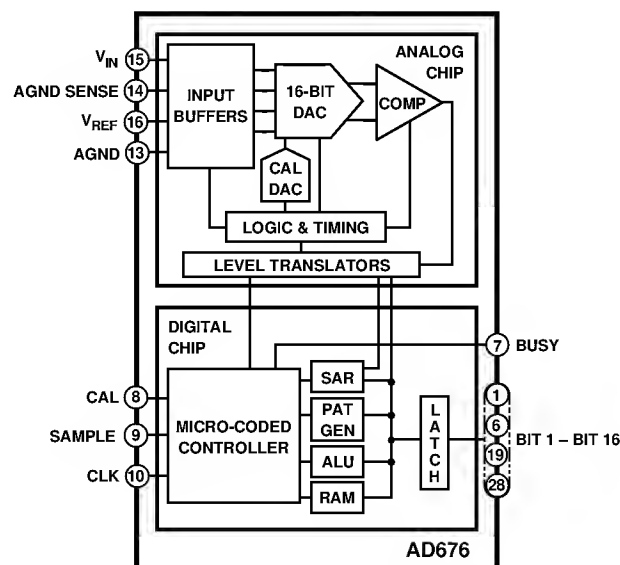 ANALOG
CHIP
V_IN 15
AGND SENSE 14
V_REF 16
AGND 13
INPUT
BUFFERS
16-BIT
DAC
COMP
CAL
DAC
LOGIC & TIMING
LEVEL TRANSLATORS
DIGITAL
CHIP
7 BUSY
CAL 8
SAMPLE 9
CLK 10
MICRO-CODED
CONTROLLER
SAR
PAT
GEN
ALU
RAM
LATCH
1
6
19
28
BIT 1 – BIT 16
AD676